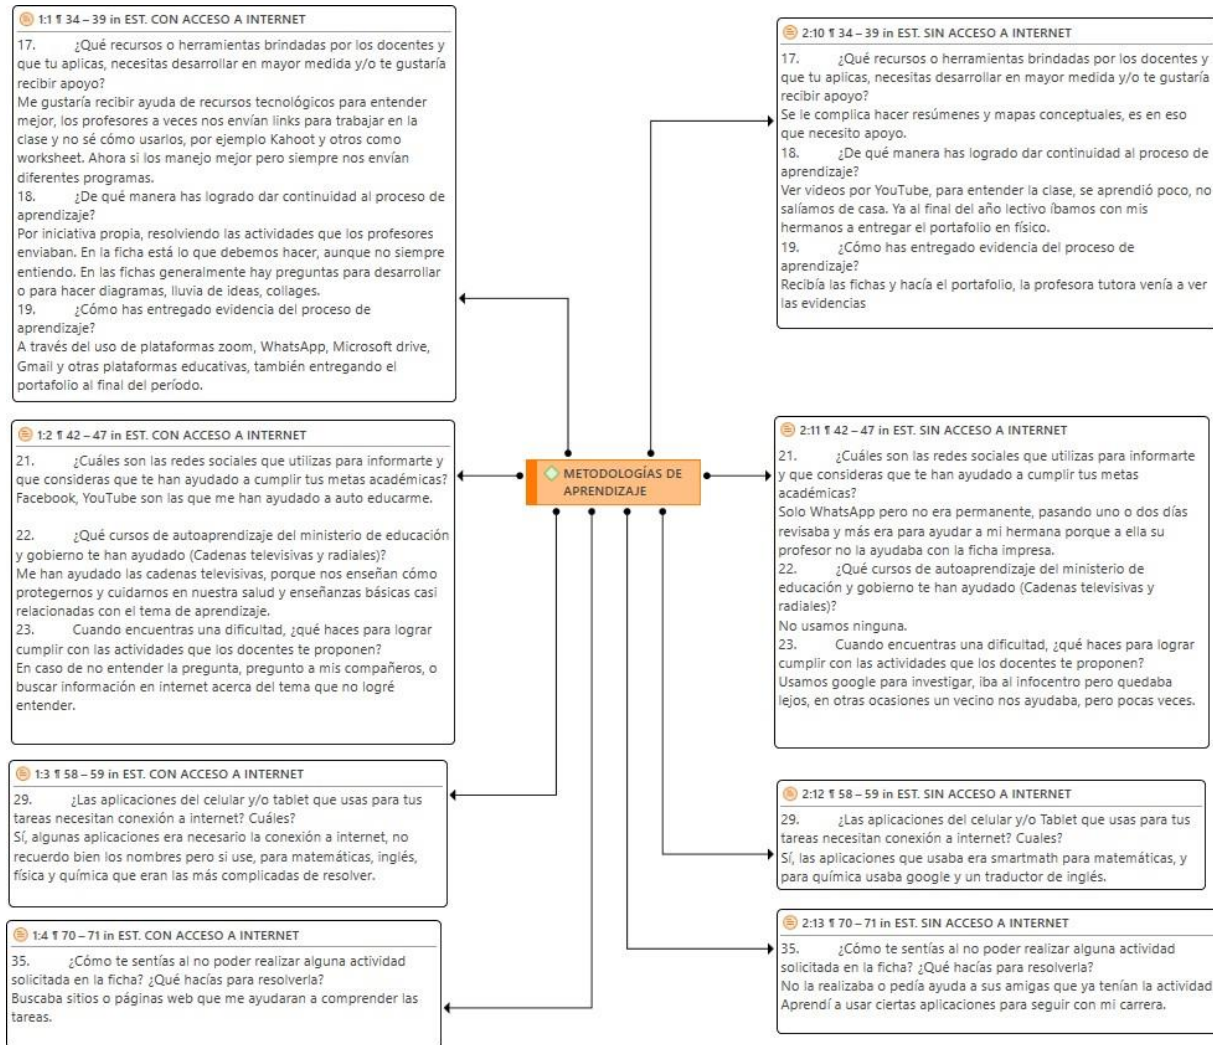 1:1 ¶ 34 – 39 in EST. CON ACCESO A INTERNET
17. ¿Qué recursos o herramientas brindadas por los docentes y
que tu aplicas, necesitas desarrollar en mayor medida y/o te gustaría
recibir apoyo?
Me gustaría recibir ayuda de recursos tecnológicos para entender
mejor, los profesores a veces nos envían links para trabajar en la
clase y no sé cómo usarlos, por ejemplo Kahoot y otros como
worksheet. Ahora si los manejo mejor pero siempre nos envían
diferentes programas.
18. ¿De qué manera has logrado dar continuidad al proceso de
aprendizaje?
Por iniciativa propia, resolviendo las actividades que los profesores
enviaban. En la ficha está lo que debemos hacer, aunque no siempre
entiendo. En las fichas generalmente hay preguntas para desarrollar
o para hacer diagramas, lluvia de ideas, collages.
19. ¿Cómo has entregado evidencia del proceso de
aprendizaje?
A través del uso de plataformas zoom, WhatsApp, Microsoft drive,
Gmail y otras plataformas educativas, también entregando el
portafolio al final del período.
1:2 ¶ 42 – 47 in EST. CON ACCESO A INTERNET
21. ¿Cuáles son las redes sociales que utilizas para informarte y
que consideras que te han ayudado a cumplir tus metas académicas?
Facebook, YouTube son las que me han ayudado a auto educarme.
22. ¿Qué cursos de autoaprendizaje del ministerio de educación
y gobierno te han ayudado (Cadenas televisivas y radiales)?
Me han ayudado las cadenas televisivas, porque nos enseñan cómo
protegernos y cuidarnos en nuestra salud y enseñanzas básicas casi
relacionadas con el tema de aprendizaje.
23. Cuando encuentras una dificultad, ¿qué haces para lograr
cumplir con las actividades que los docentes te proponen?
En caso de no entender la pregunta, pregunto a mis compañeros, o
buscar información en internet acerca del tema que no logré
entender.
1:3 ¶ 58 – 59 in EST. CON ACCESO A INTERNET
29. ¿Las aplicaciones del celular y/o tablet que usas para tus
tareas necesitan conexión a internet? Cuáles?
Sí, algunas aplicaciones era necesario la conexión a internet, no
recuerdo bien los nombres pero si use, para matemáticas, inglés,
física y química que eran las más complicadas de resolver.
1:4 ¶ 70 – 71 in EST. CON ACCESO A INTERNET
35. ¿Cómo te sentías al no poder realizar alguna actividad
solicitada en la ficha? ¿Qué hacías para resolverla?
Buscaba sitios o páginas web que me ayudaran a comprender las
tareas.
METODOLOGÍAS DE
APRENDIZAJE
2:10 ¶ 34 – 39 in EST. SIN ACCESO A INTERNET
17. ¿Qué recursos o herramientas brindadas por los docentes y
que tu aplicas, necesitas desarrollar en mayor medida y/o te gustaría
recibir apoyo?
Se le complica hacer resúmenes y mapas conceptuales, es en eso
que necesito apoyo.
18. ¿De qué manera has logrado dar continuidad al proceso de
aprendizaje?
Ver videos por YouTube, para entender la clase, se aprendió poco, no
salíamos de casa. Ya al final del año lectivo íbamos con mis
hermanos a entregar el portafolio en físico.
19. ¿Cómo has entregado evidencia del proceso de
aprendizaje?
Recibía las fichas y hacía el portafolio, la profesora tutora venía a ver
las evidencias
2:11 ¶ 42 – 47 in EST. SIN ACCESO A INTERNET
21. ¿Cuáles son las redes sociales que utilizas para informarte
y que consideras que te han ayudado a cumplir tus metas
académicas?
Solo WhatsApp pero no era permanente, pasando uno o dos días
revisaba y más era para ayudar a mi hermana porque a ella su
profesor no la ayudaba con la ficha impresa.
22. ¿Qué cursos de autoaprendizaje del ministerio de
educación y gobierno te han ayudado (Cadenas televisivas y
radiales)?
No usamos ninguna.
23. Cuando encuentras una dificultad, ¿qué haces para lograr
cumplir con las actividades que los docentes te proponen?
Usamos google para investigar, iba al infocentro pero quedaba
lejos, en otras ocasiones un vecino nos ayudaba, pero pocas veces.
2:12 ¶ 58 – 59 in EST. SIN ACCESO A INTERNET
29. ¿Las aplicaciones del celular y/o Tablet que usas para tus
tareas necesitan conexión a internet? Cuales?
Sí, las aplicaciones que usaba era smartmath para matemáticas, y
para química usaba google y un traductor de inglés.
2:13 ¶ 70 – 71 in EST. SIN ACCESO A INTERNET
35. ¿Cómo te sentías al no poder realizar alguna actividad
solicitada en la ficha? ¿Qué hacías para resolverla?
No la realizaba o pedía ayuda a sus amigas que ya tenían la actividad
Aprendí a usar ciertas aplicaciones para seguir con mi carrera.